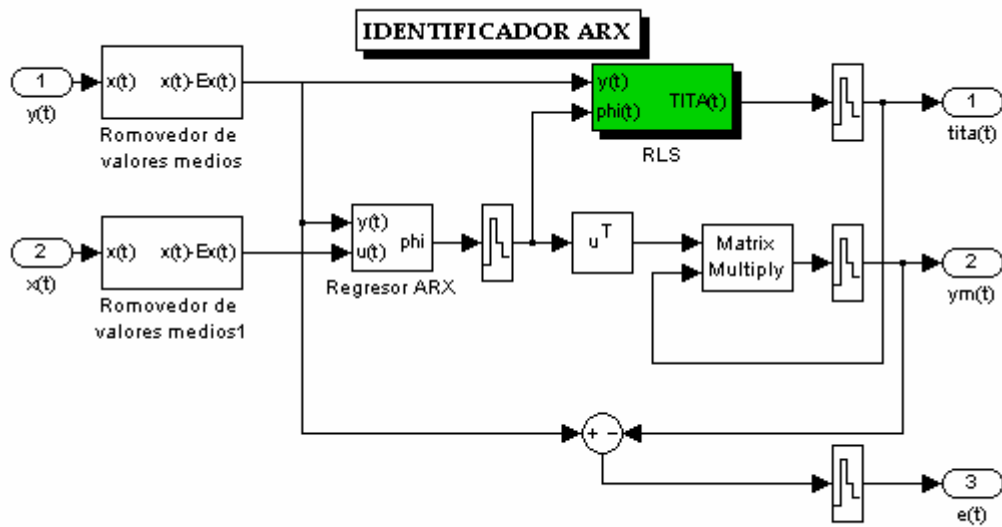 IDENTIFICADOR ARX
1
y(t)
x(t) x(t)-Ex(t)
Romovedor de
valores medios
y(t)
phi(t)
TITA(t)
RLS
1
tita(t)
2
x(t)
x(t) x(t)-Ex(t)
Romovedor de
valores medios1
y(t)
u(t)
phi
Regresor ARX
u^T
Matrix
Multiply
2
ym(t)
+ −
3
e(t)